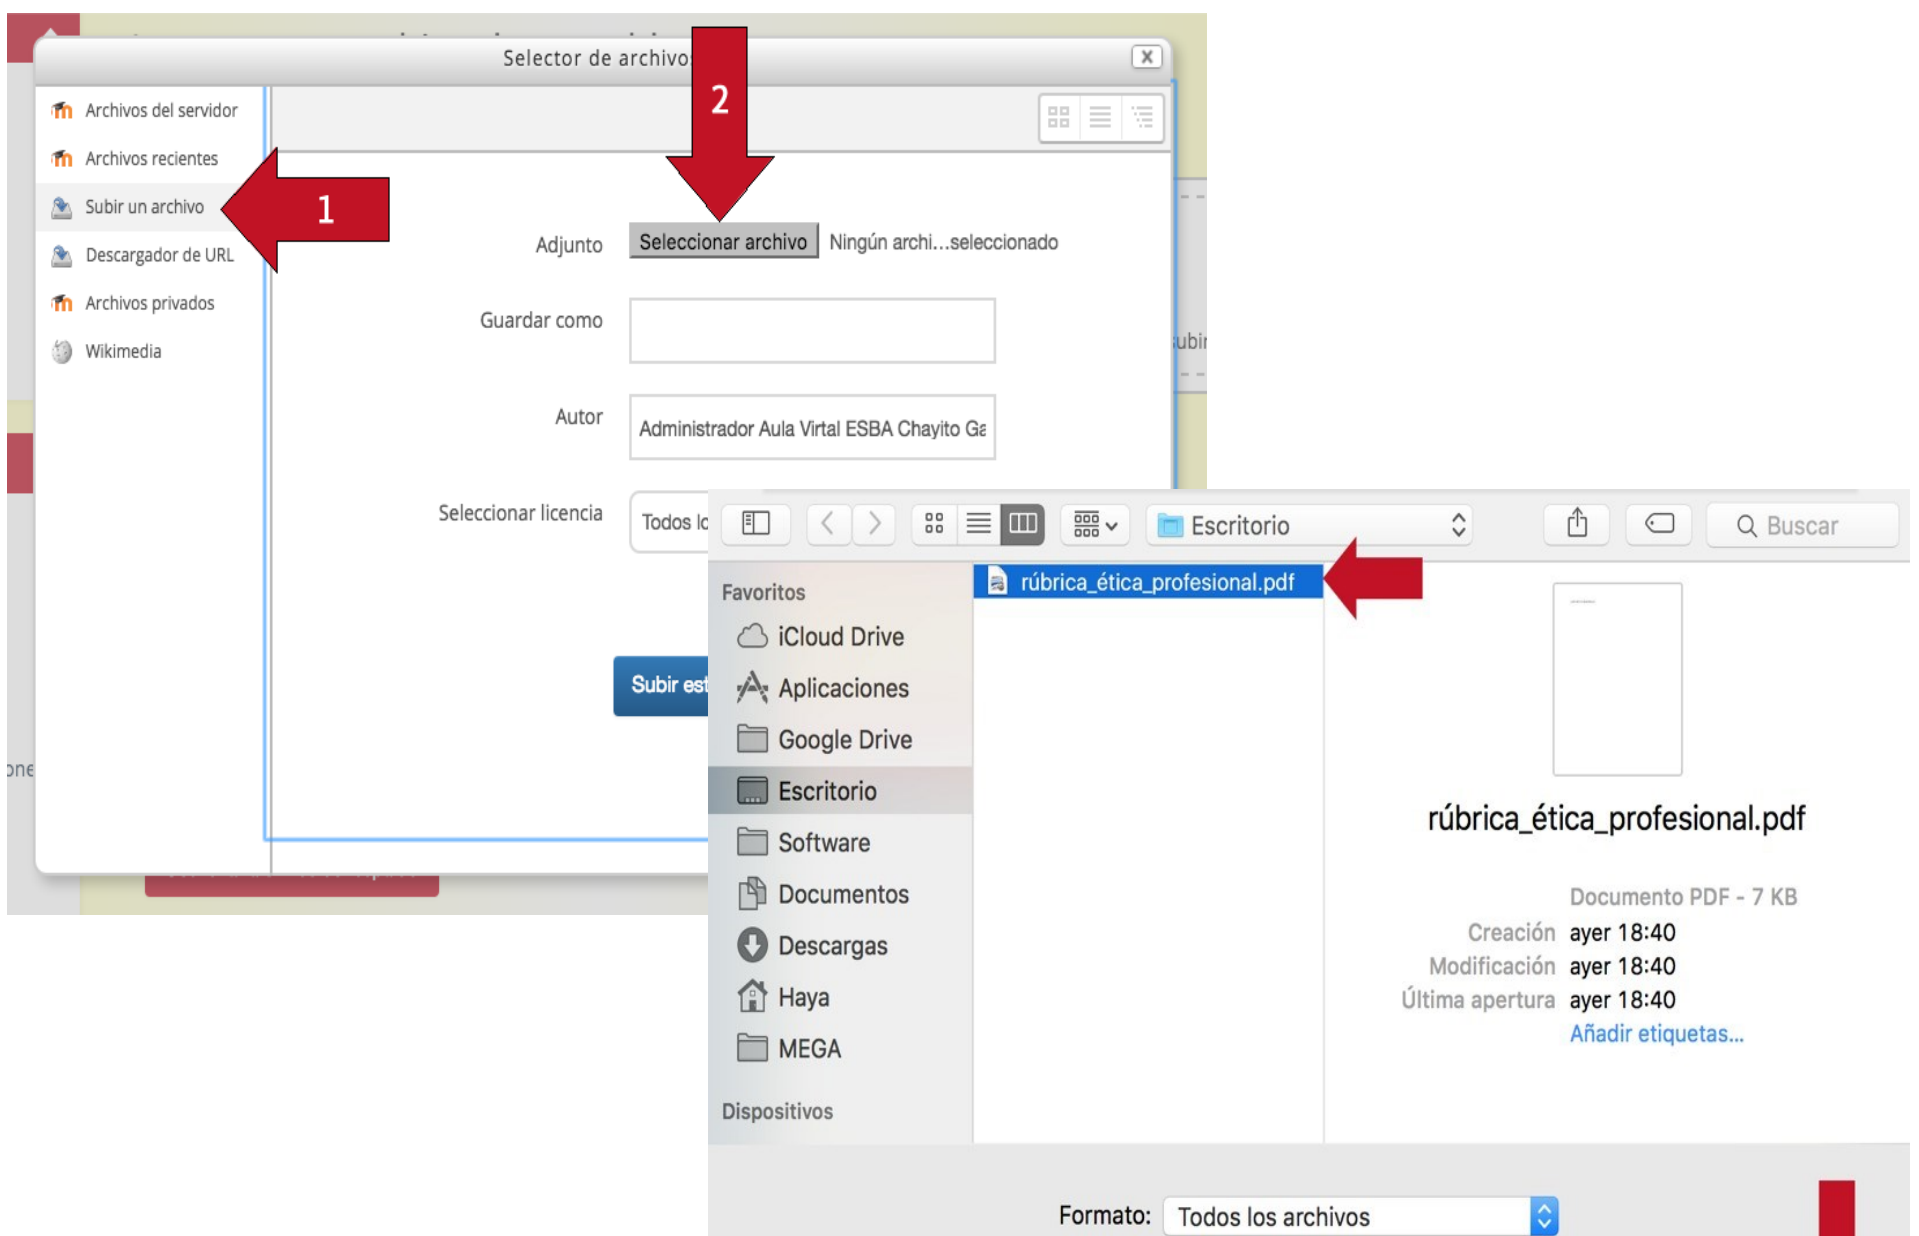 Selector de archivos
2
Archivos del servidor
Archivos recientes
Subir un archivo
1
Descargador de URL
Archivos privados
Wikimedia
Adjunto
Seleccionar archivo
Ningún archi...seleccionado
Guardar como
Autor
Administrador Aula Virtal ESBA Chayito Ga
Seleccionar licencia
Todos lo
Subir est
Escritorio
Buscar
Favoritos
iCloud Drive
Aplicaciones
Google Drive
Escritorio
Software
Documentos
Descargas
Haya
MEGA
Dispositivos
rúbrica_ética_profesional.pdf
rúbrica_ética_profesional.pdf
Documento PDF - 7 KB
Creación ayer 18:40
Modificación ayer 18:40
Última apertura ayer 18:40
Añadir etiquetas...
Formato: Todos los archivos